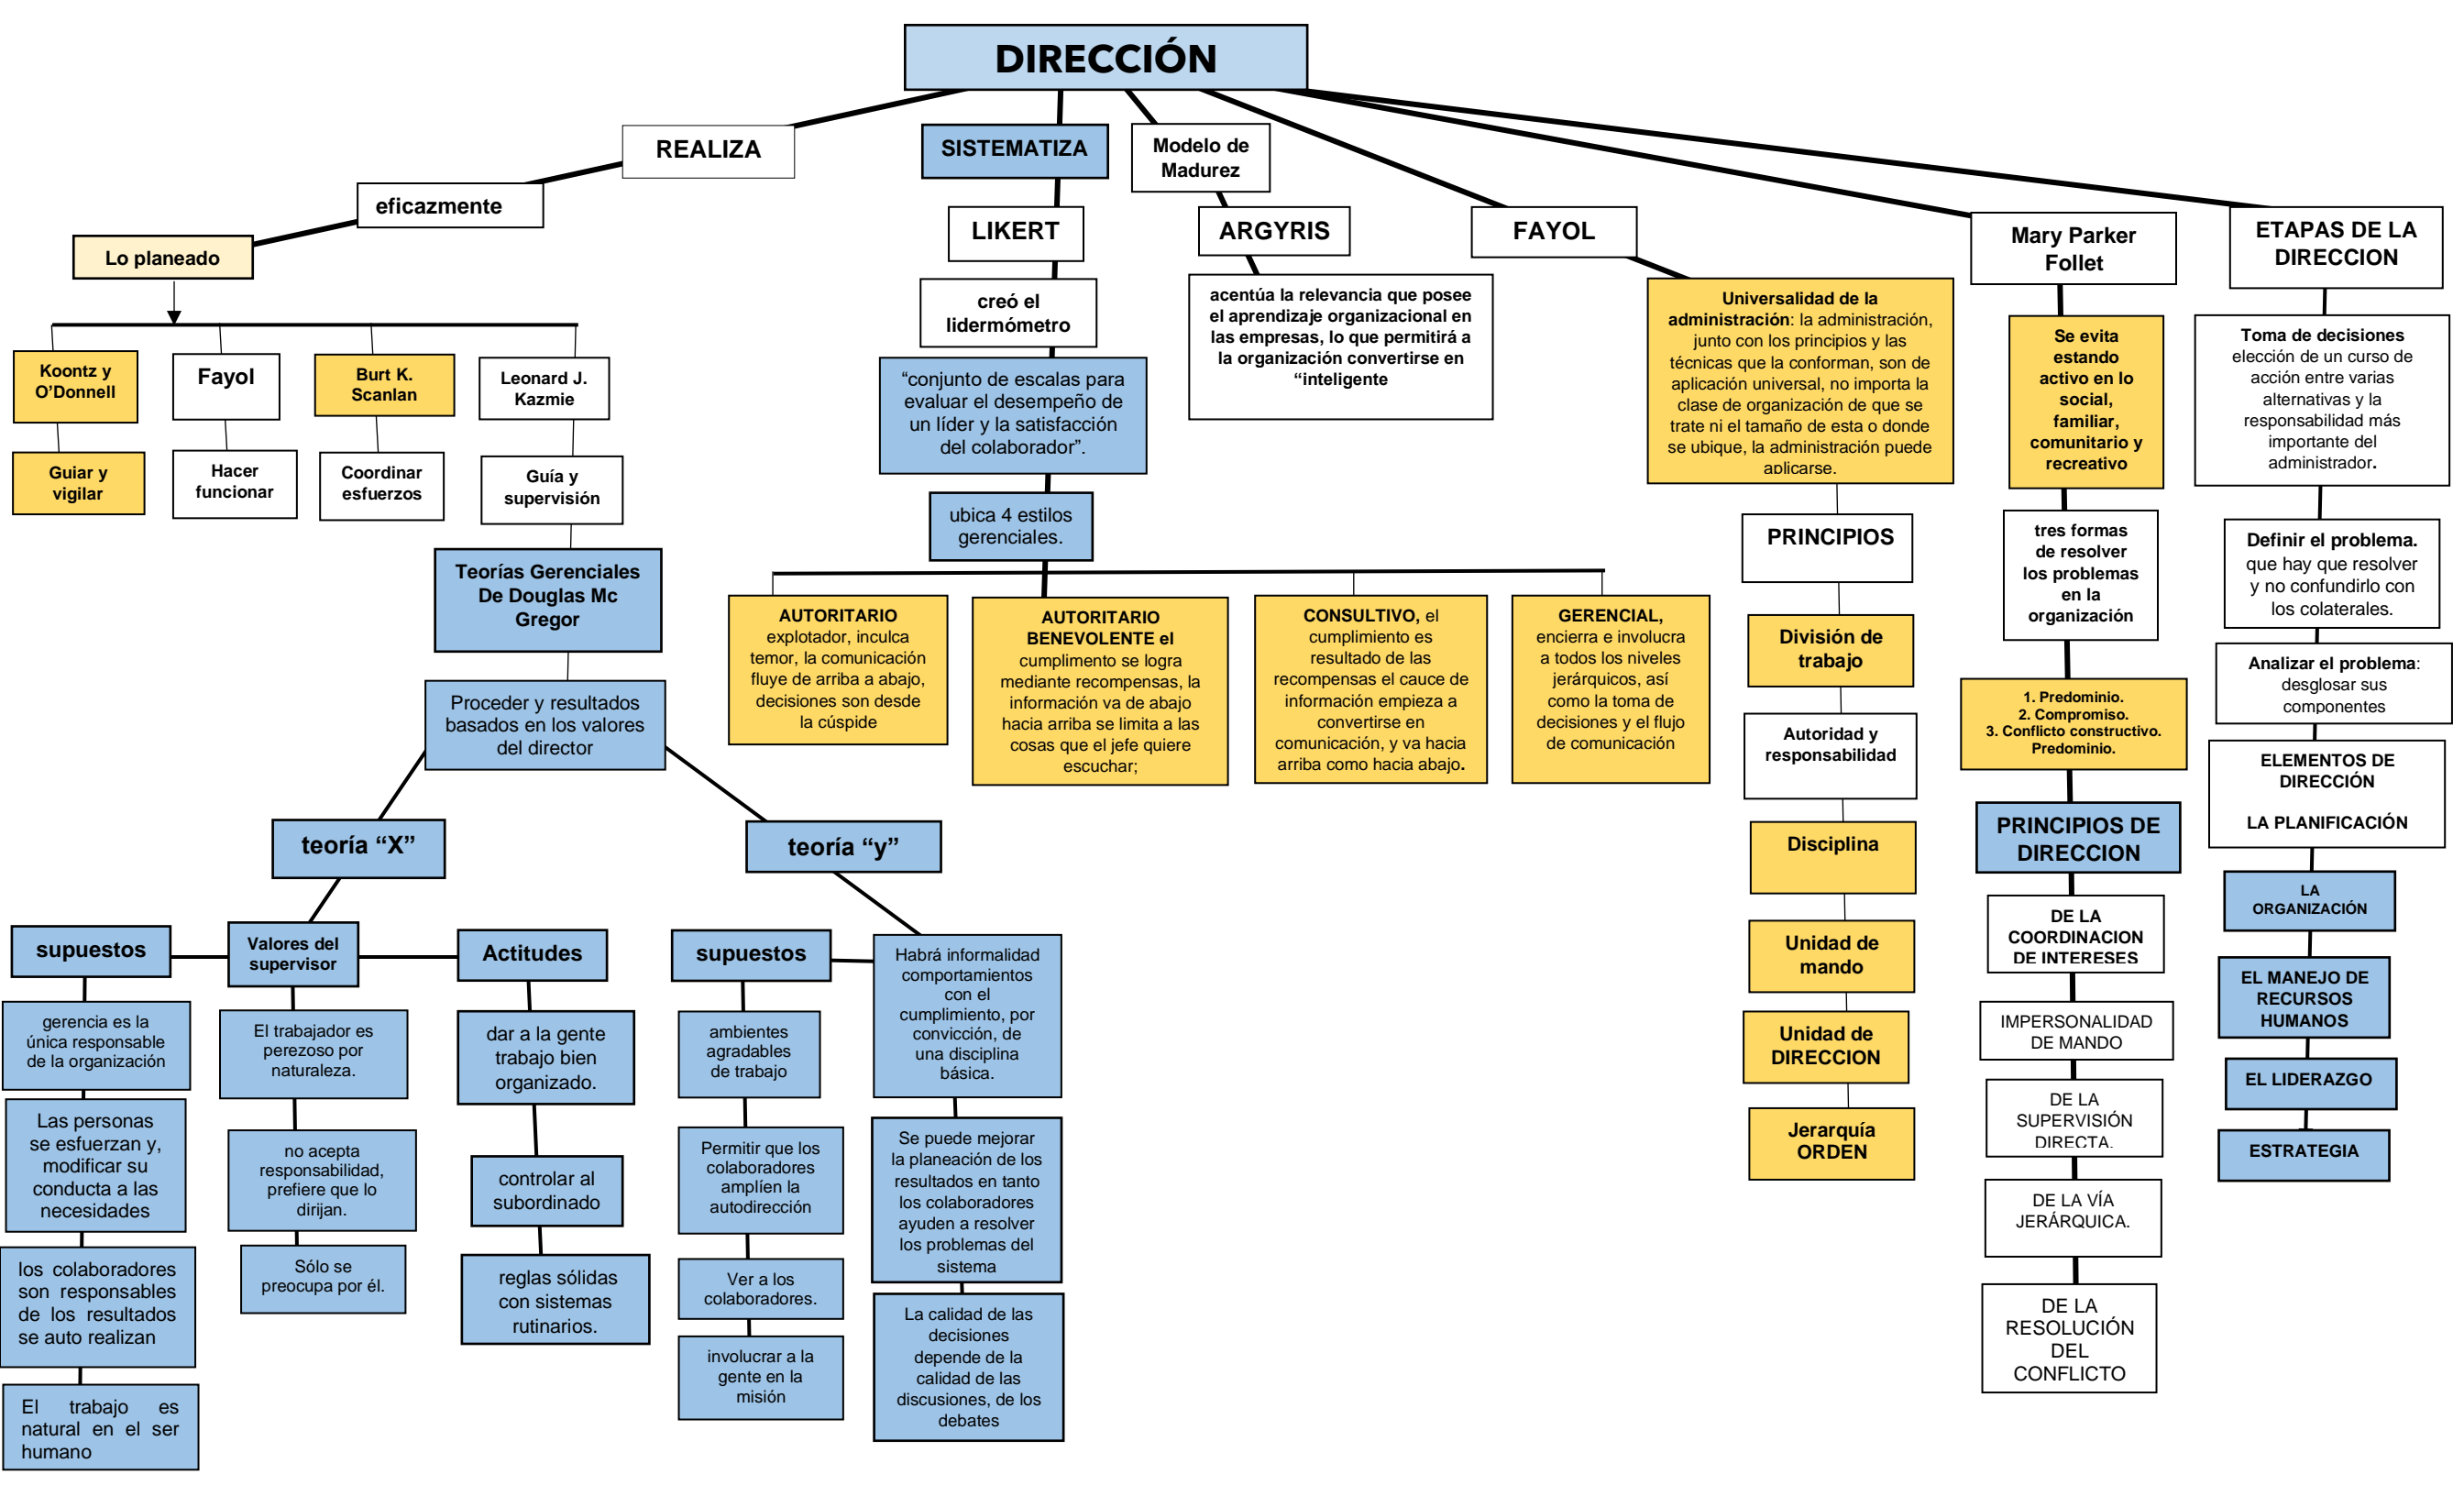 DIRECCIÓN
REALIZA
eficazmente
Lo planeado
Koontz y
O’Donnell
Guiar y
vigilar
Fayol
Hacer
funcionar
Burt K.
Scanlan
Coordinar
esfuerzos
Leonard J.
Kazmie
Guía y
supervisión
Teorías Gerenciales
De Douglas Mc
Gregor
Proceder y resultados
basados en los valores
del director
teoría “X”
supuestos
gerencia es la
única responsable
de la organización
Las personas
se esfuerzan y,
modificar su
conducta a las
necesidades
los colaboradores
son responsables
de los resultados
se auto realizan
El trabajo es
natural en el ser
humano
Valores del
supervisor
El trabajador es
perezoso por
naturaleza.
no acepta
responsabilidad,
prefiere que lo
dirijan.
Sólo se
preocupa por él.
Actitudes
dar a la gente
trabajo bien
organizado.
controlar al
subordinado
reglas sólidas
con sistemas
rutinarios.
teoría “y”
supuestos
ambientes
agradables
de trabajo
Permitir que los
colaboradores
amplíen la
autodirección
Ver a los
colaboradores.
involucrar a la
gente en la
misión
Habrá informalidad
comportamientos
con el
cumplimiento, por
convicción, de
una disciplina
básica.
Se puede mejorar
la planeación de los
resultados en tanto
los colaboradores
ayuden a resolver
los problemas del
sistema
La calidad de las
decisiones
depende de la
calidad de las
discusiones, de los
debates
SISTEMATIZA
LIKERT
creó el
lidermómetro
“conjunto de escalas para
evaluar el desempeño de
un líder y la satisfacción
del colaborador”.
ubica 4 estilos
gerenciales.
AUTORITARIO
explotador, inculca
temor, la comunicación
fluye de arriba a abajo,
decisiones son desde
la cúspide
AUTORITARIO
BENEVOLENTE el
cumplimento se logra
mediante recompensas, la
información va de abajo
hacia arriba se limita a las
cosas que el jefe quiere
escuchar;
CONSULTIVO, el
cumplimiento es
resultado de las
recompensas el cauce de
información empieza a
convertirse en
comunicación, y va hacia
arriba como hacia abajo.
GERENCIAL,
encierra e involucra
a todos los niveles
jerárquicos, así
como la toma de
decisiones y el flujo
de comunicación
Modelo de
Madurez
ARGYRIS
acentúa la relevancia que posee
el aprendizaje organizacional en
las empresas, lo que permitirá a
la organización convertirse en
“inteligente
FAYOL
Universalidad de la
administración: la administración,
junto con los principios y las
técnicas que la conforman, son de
aplicación universal, no importa la
clase de organización de que se
trate ni el tamaño de esta o donde
se ubique, la administración puede
aplicarse.
PRINCIPIOS
División de
trabajo
Autoridad y
responsabilidad
Disciplina
Unidad de
mando
Unidad de
DIRECCION
Jerarquía
ORDEN
Mary Parker
Follet
Se evita
estando
activo en lo
social,
familiar,
comunitario y
recreativo
tres formas
de resolver
los problemas
en la
organización
1. Predominio.
2. Compromiso.
3. Conflicto constructivo.
Predominio.
PRINCIPIOS DE
DIRECCION
DE LA
COORDINACION
DE INTERESES
IMPERSONALIDAD
DE MANDO
DE LA
SUPERVISIÓN
DIRECTA.
DE LA VÍA
JERÁRQUICA.
DE LA
RESOLUCIÓN
DEL
CONFLICTO
ETAPAS DE LA
DIRECCION
Toma de decisiones
elección de un curso de
acción entre varias
alternativas y la
responsabilidad más
importante del
administrador.
Definir el problema.
que hay que resolver
y no confundirlo con
los colaterales.
Analizar el problema:
desglosar sus
componentes
ELEMENTOS DE
DIRECCIÓN
LA PLANIFICACIÓN
LA
ORGANIZACIÓN
EL MANEJO DE
RECURSOS
HUMANOS
EL LIDERAZGO
ESTRATEGIA